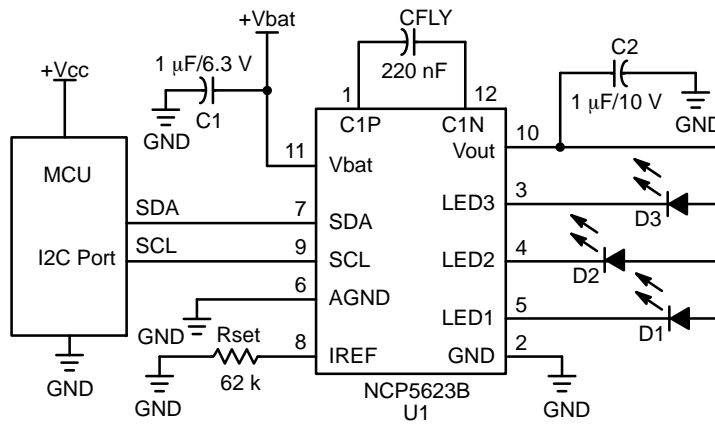 +Vbat
CFLY
220 nF
C2
1 μF/10 V
GND
+Vcc
1 μF/6.3 V
C1
GND
1
12
C1P
C1N
10
Vout
11
Vbat
MCU
I2C Port
SDA
7
SDA
SCL
9
SCL
6
AGND
GND
Rset
62 k
8
IREF
GND
GND
LED3
3
D3
LED2
4
D2
LED1
5
D1
GND
2
GND
NCP5623B
U1